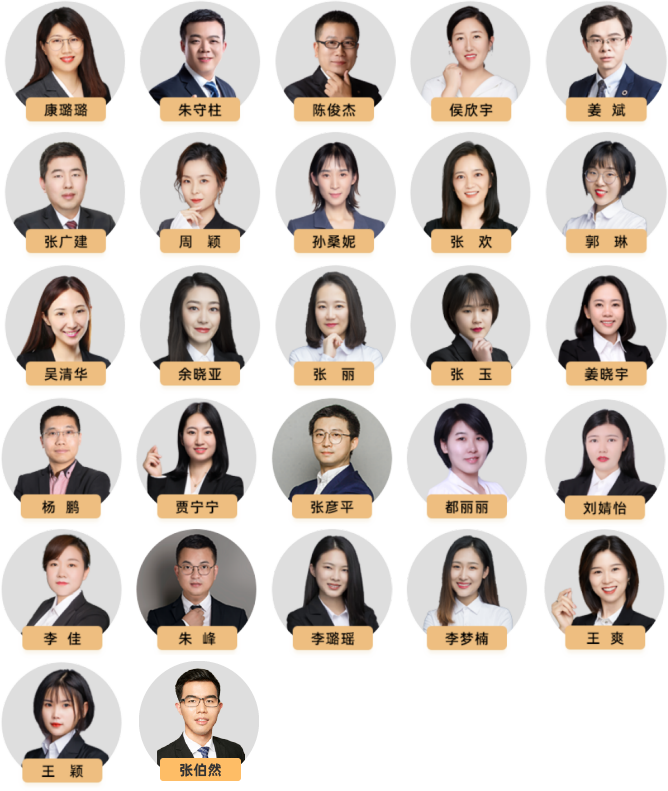 康璐璐
朱守柱
陈俊杰
侯欣宇
姜 斌
张广建
周 颖
孙桑妮
张 欢
郭 琳
吴清华
余晓亚
张 丽
张 玉
姜晓宇
杨 鹏
贾宁宁
张彦平
都丽丽
刘婧怡
李 佳
朱 峰
李璐瑶
李梦楠
王 爽
王 颖
张伯然